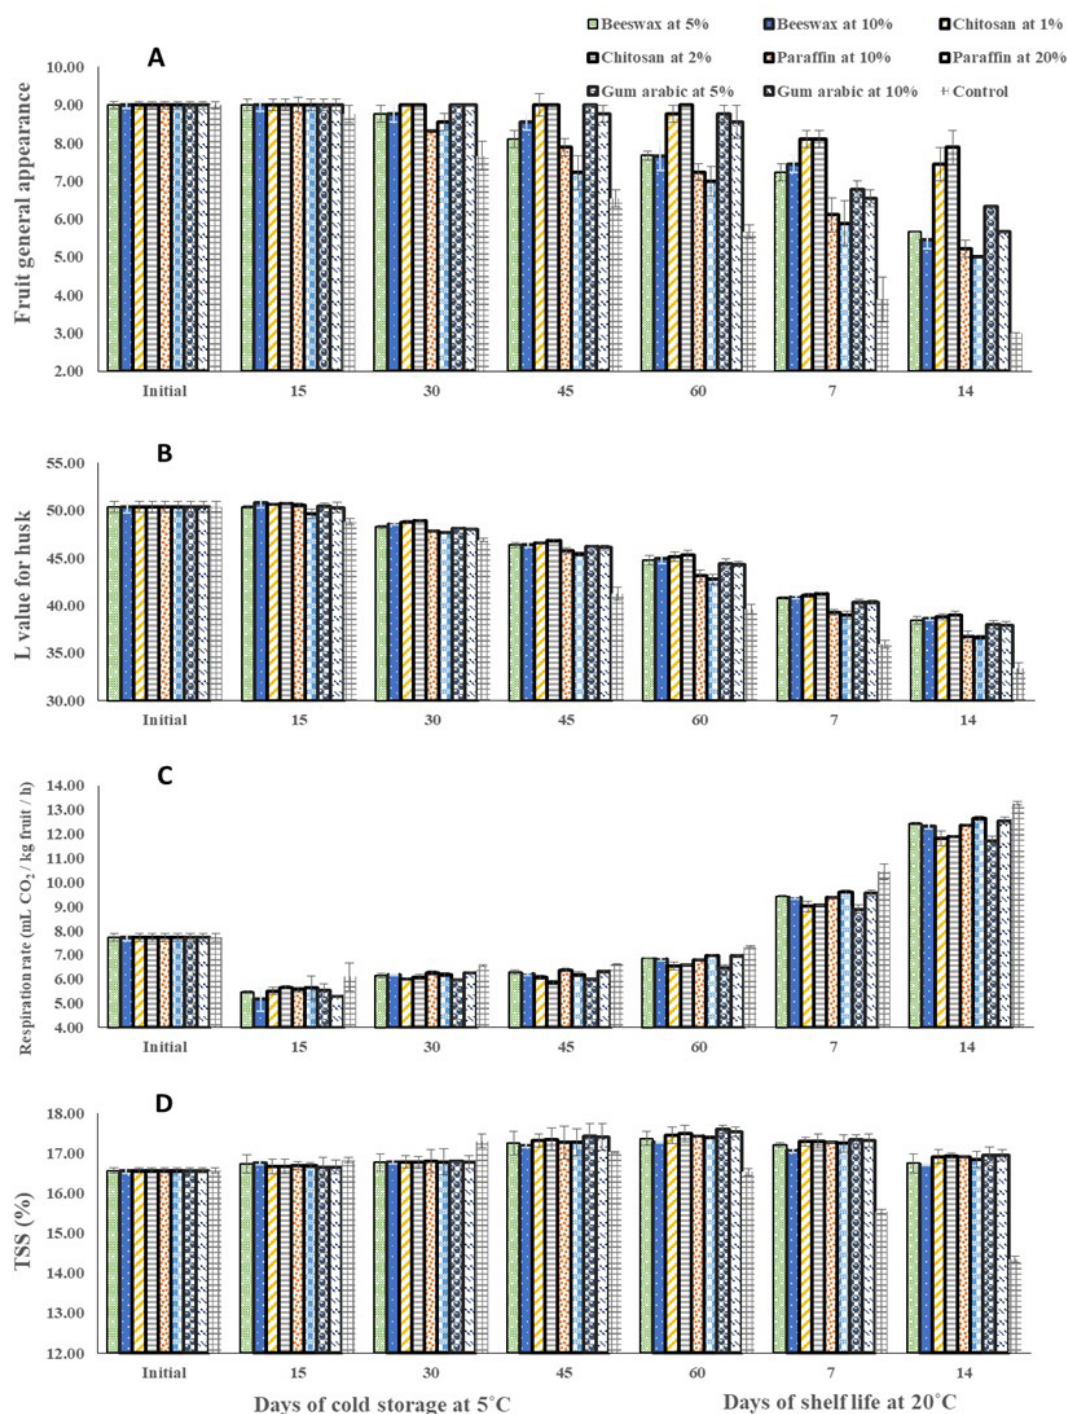 Beeswax at 5% Beeswax at 10% Chitosan at 1%
Chitosan at 2% Paraffin at 10% Paraffin at 20%
Gum arabic at 5% Gum arabic at 10% Control
A
Fruit general appearance
10.00
9.00
8.00
7.00
6.00
5.00
4.00
3.00
2.00
Initial 15 30 45 60 7 14
B
L value for husk
55.00
50.00
45.00
40.00
35.00
30.00
Initial 15 30 45 60 7 14
C
Respiration rate (mL CO₂ / kg fruit / h)
14.00
13.00
12.00
11.00
10.00
9.00
8.00
7.00
6.00
5.00
4.00
Initial 15 30 45 60 7 14
D
TSS (%)
18.00
17.00
16.00
15.00
14.00
13.00
12.00
Initial 15 30 45 60 7 14
Days of cold storage at 5˚C Days of shelf life at 20˚C